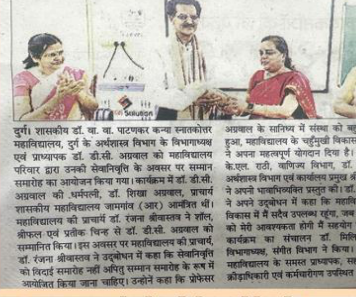 Solution
दुर्ग। शासकीय डॉ. वा. वा. पाटणकर कन्या स्नातकोत्तर
महाविद्यालय, दुर्ग के अर्थशास्त्र विभाग के विभागाध्यक्ष
एवं प्राध्यापक डॉ. डी.सी. अग्रवाल को महाविद्यालय
परिवार द्वारा उनकी सेवानिवृत्ति के अवसर पर सम्मान
समारोह का आयोजन किया गया। कार्यक्रम में डॉ. डी.सी.
अग्रवाल की धर्मपत्नी, डॉ. शिखा अग्रवाल, प्राचार्य
शासकीय महाविद्यालय जामगांव (आर) आमंत्रित थीं।
महाविद्यालय की प्राचार्य डॉ. रंजना श्रीवास्तव ने शॉल,
श्रीफल एवं प्रतीक चिन्ह से डॉ. डी.सी. अग्रवाल को
सम्मानित किया। इस अवसर पर महाविद्यालय की प्राचार्य,
डॉ. रंजना श्रीवास्तव ने उद्बोधन में कहा कि सेवानिवृत्ति
को विदाई समारोह नहीं अपितु सम्मान समारोह के रूप में
आयोजित किया जाना चाहिए। उन्होंने कहा कि प्रोफेसर
अग्रवाल के सानिध्य में संस्था को बहु
हुआ, महाविद्यालय के चहुँमुखी विकास
ने अपना महत्वपूर्ण योगदान दिया है।
के.एल. राठी, वाणिज्य विभाग, डॉ.
अर्थशास्त्र विभाग एवं कार्यालय प्रमुख श्री
ने अपने भावाभिव्यक्ति प्रस्तुत की। डॉ.
ने अपने उद्बोधन में कहा कि महावि
विकास में मैं सदैव उपलब्ध रहूंगा, जब
को मेरी आवश्यकता होगी मैं सहयोग
कार्यक्रम का संचालन डॉ. मिलि
विभागाध्यक्ष, संगीत विभाग ने किया।
महाविद्यालय के समस्त प्राध्यापक, सह
क्रीड़ाधिकारी एवं कर्मचारीगण उपस्थित